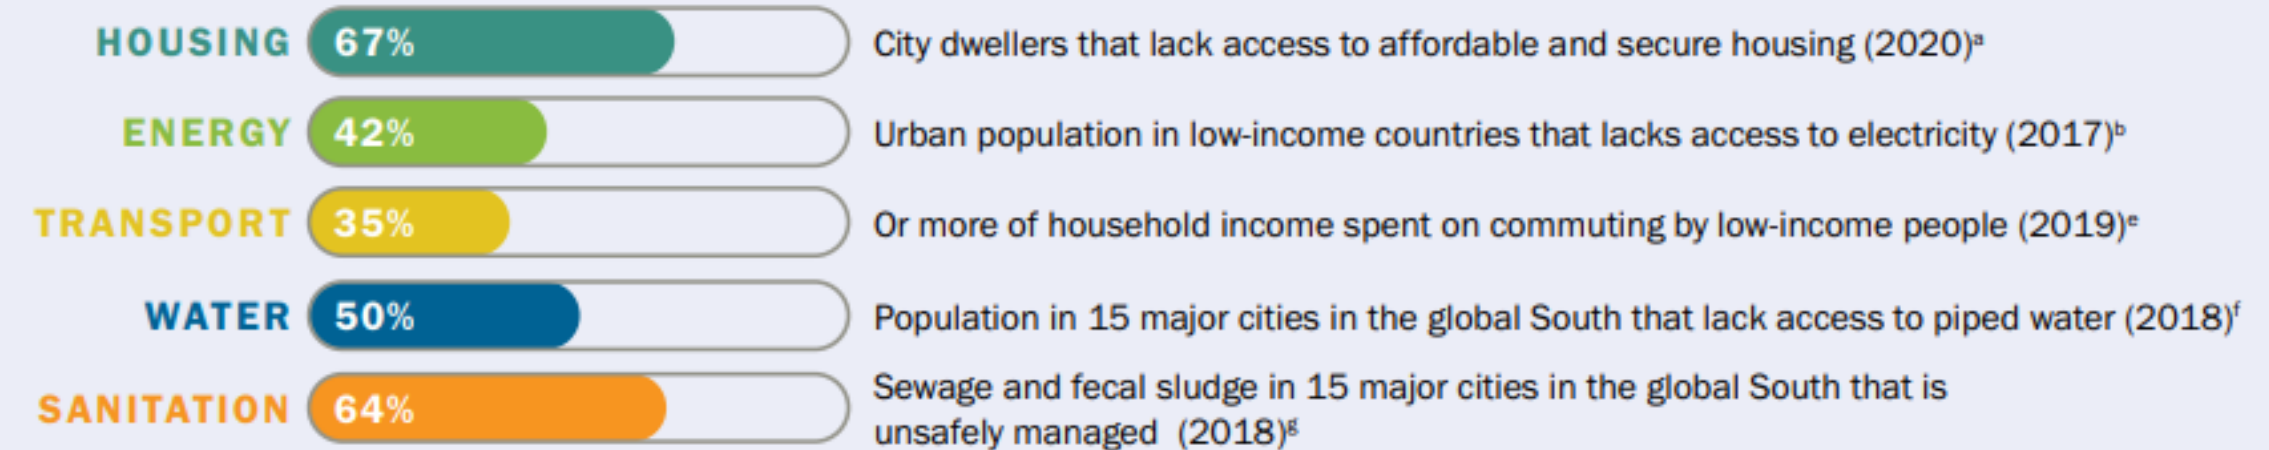 HOUSING 67% City dwellers that lack access to affordable and secure housing (2020)ᵃ
ENERGY 42% Urban population in low-income countries that lacks access to electricity (2017)ᵇ
TRANSPORT 35% Or more of household income spent on commuting by low-income people (2019)ᵉ
WATER 50% Population in 15 major cities in the global South that lack access to piped water (2018)ᶠ
SANITATION 64% Sewage and fecal sludge in 15 major cities in the global South that is
unsafely managed (2018)ᵍ